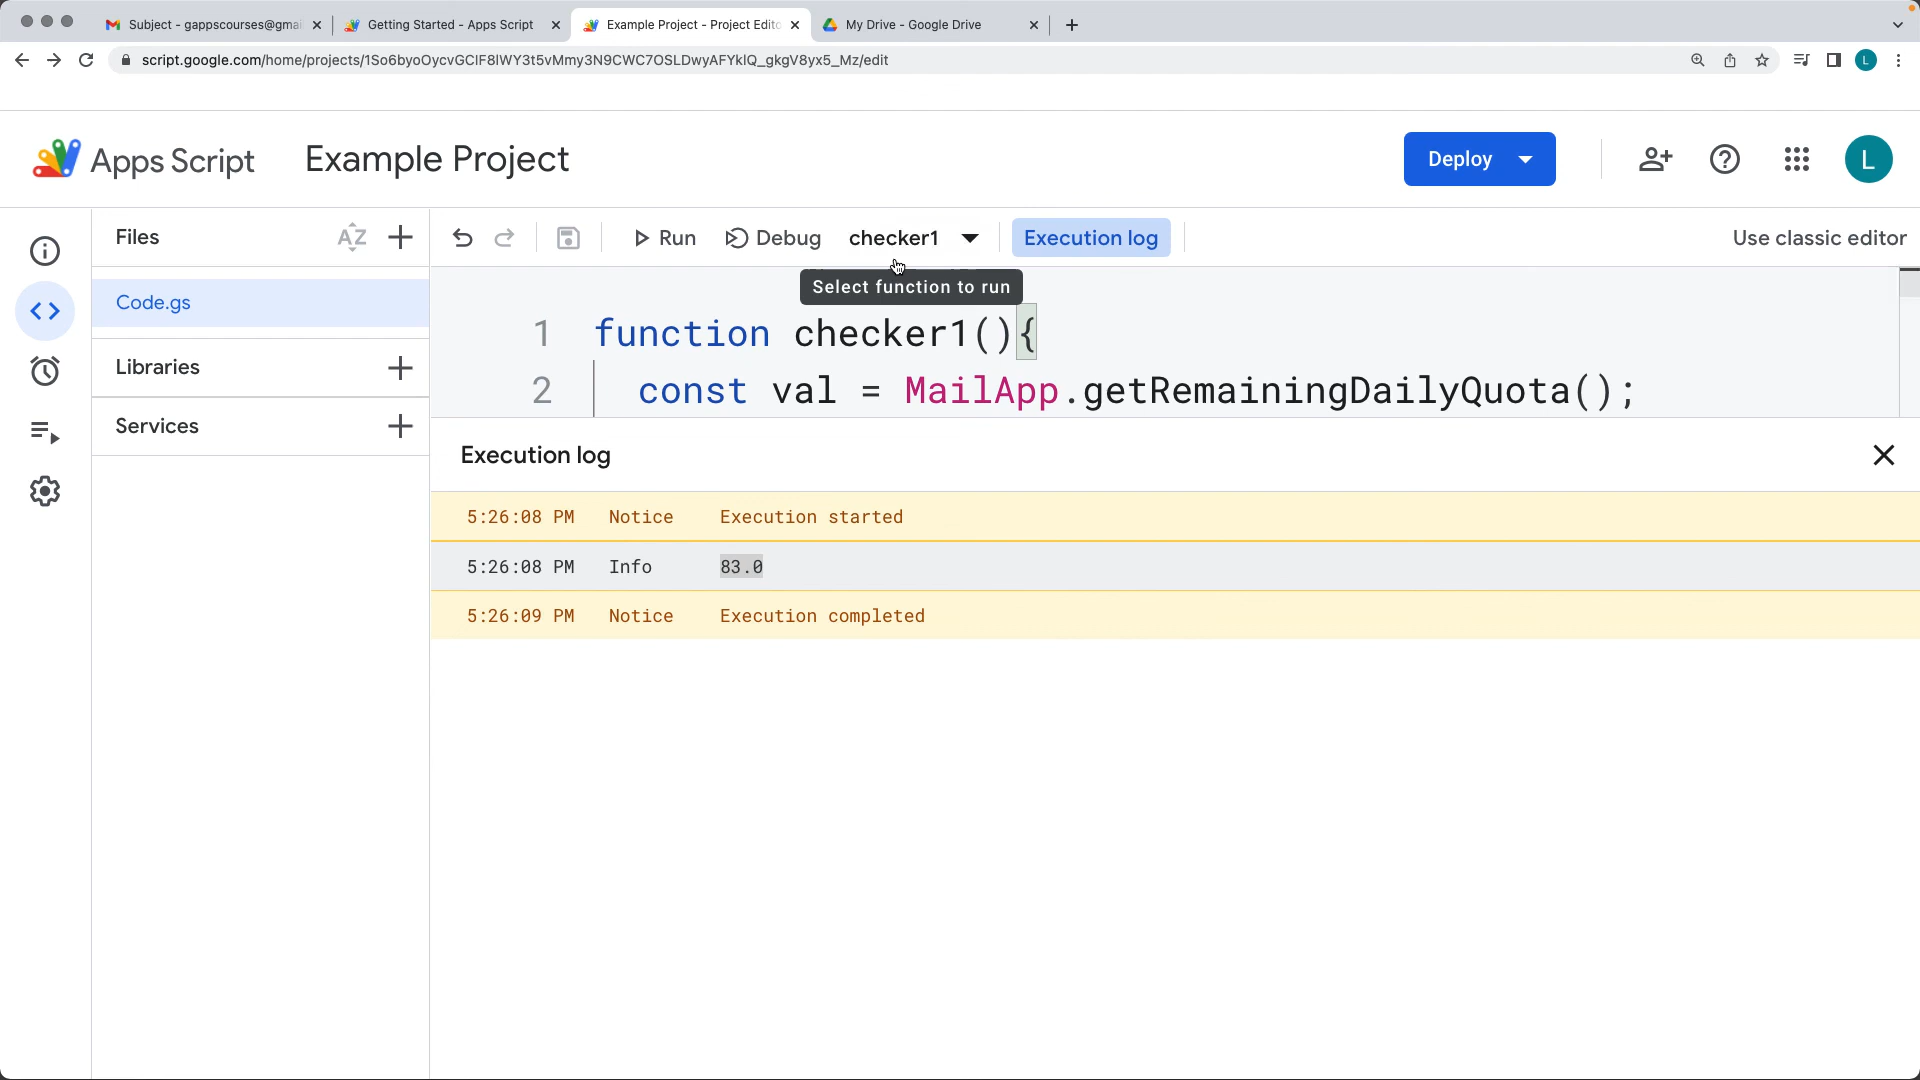 Subject - gappscourses@gmai
Getting Started - Apps Script
Example Project - Project Edito
My Drive - Google Drive
script.google.com/home/projects/1So6byoOycvGCIF8IWY3t5vMmy3N9CWC7OSLDwyAFYkIQ_gkgV8yx5_Mz/edit
L
Apps Script
Example Project
Deploy
L
Files
AZ
Run
Debug
checker1
Execution log
Use classic editor
Select function to run
Code.gs
Libraries
Services
1 function checker1(){
2 const val = MailApp.getRemainingDailyQuota();
Execution log
5:26:08 PM Notice Execution started
5:26:08 PM Info 83.0
5:26:09 PM Notice Execution completed